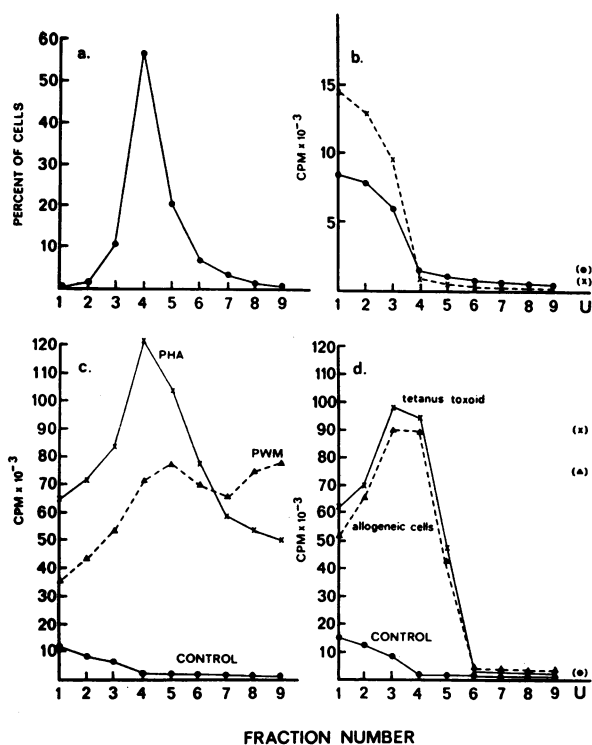 a.
PERCENT OF CELLS
60
50
40
30
20
10
1 2 3 4 5 6 7 8 9
b.
CPM x 10⁻³
15
10
5
(●)
(x)
1 2 3 4 5 6 7 8 9 U
c.
CPM x 10⁻³
120
110
100
90
80
70
60
50
40
30
20
10
PHA
PWM
CONTROL
1 2 3 4 5 6 7 8 9
d.
CPM x 10⁻³
120
110
100
90
80
70
60
50
40
30
20
10
tetanus toxoid
allogeneic cells
CONTROL
(x)
(▲)
(●)
1 2 3 4 5 6 7 8 9 U
FRACTION NUMBER